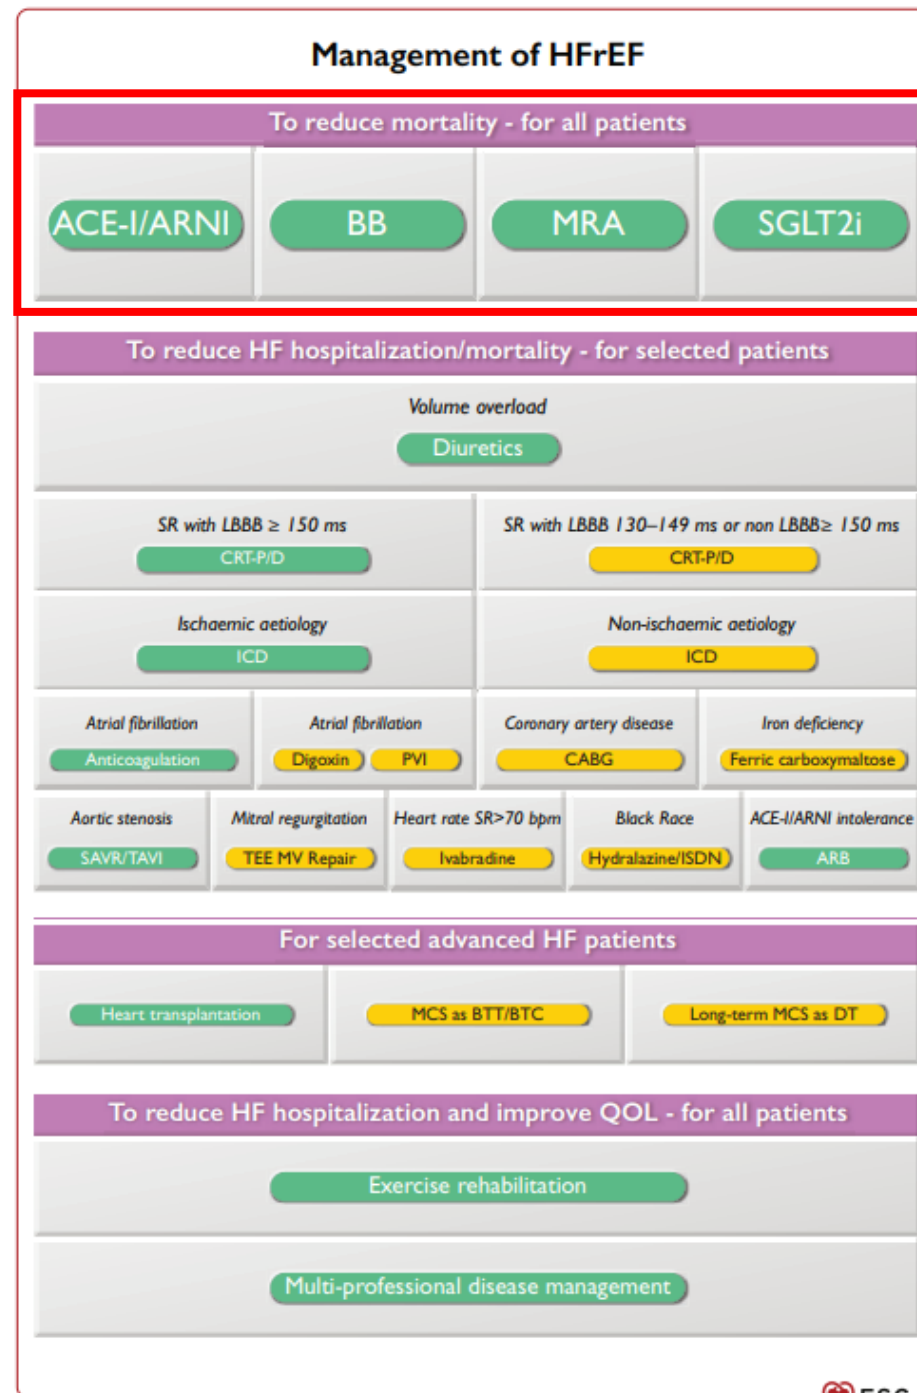 Management of HFrEF
To reduce mortality - for all patients
ACE-I/ARNI
BB
MRA
SGLT2i
To reduce HF hospitalization/mortality - for selected patients
Volume overload
Diuretics
SR with LBBB ≥ 150 ms
CRT-P/D
SR with LBBB 130–149 ms or non LBBB≥ 150 ms
CRT-P/D
Ischaemic aetiology
ICD
Non-ischaemic aetiology
ICD
Atrial fibrillation
Anticoagulation
Atrial fibrillation
Digoxin
PVI
Coronary artery disease
CABG
Iron deficiency
Ferric carboxymaltose
Aortic stenosis
SAVR/TAVI
Mitral regurgitation
TEE MV Repair
Heart rate SR>70 bpm
Ivabradine
Black Race
Hydralazine/ISDN
ACE-I/ARNI intolerance
ARB
For selected advanced HF patients
Heart transplantation
MCS as BTT/BTC
Long-term MCS as DT
To reduce HF hospitalization and improve QOL - for all patients
Exercise rehabilitation
Multi-professional disease management